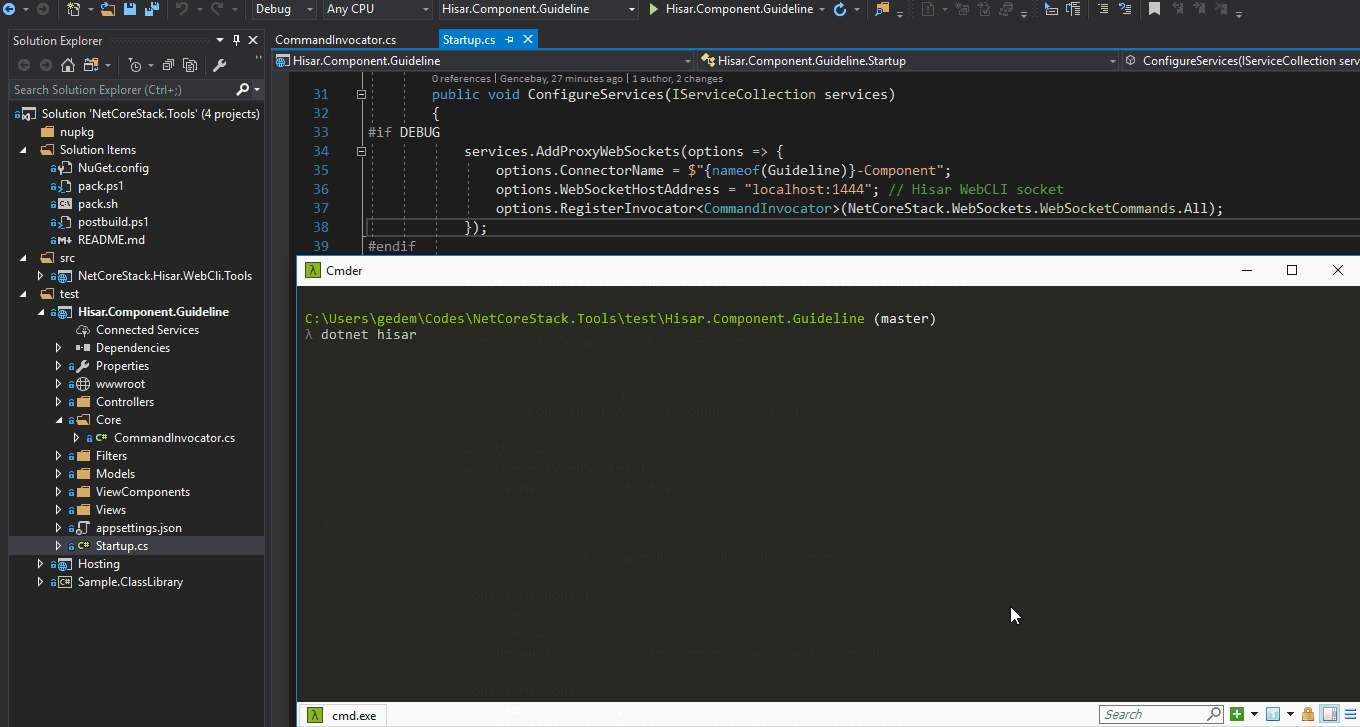 Debug Any CPU Hisar.Component.Guideline Hisar.Component.Guideline
Solution Explorer
Search Solution Explorer (Ctrl+;)
Solution 'NetCoreStack.Tools' (4 projects)
nupkg
Solution Items
NuGet.config
pack.ps1
pack.sh
postbuild.ps1
README.md
src
NetCoreStack.Hisar.WebCli.Tools
test
Hisar.Component.Guideline
Connected Services
Dependencies
Properties
wwwroot
Controllers
Core
CommandInvocator.cs
Filters
Models
ViewComponents
Views
appsettings.json
Startup.cs
Hosting
Sample.ClassLibrary
CommandInvocator.cs Startup.cs
Hisar.Component.Guideline Hisar.Component.Guideline.Startup ConfigureServices(IServiceCollection serv
0 references | Gencebay, 27 minutes ago | 1 author, 2 changes
31 public void ConfigureServices(IServiceCollection services)
32 {
33 #if DEBUG
34 services.AddProxyWebSockets(options => {
35 options.ConnectorName = $"{nameof(Guideline)}-Component";
36 options.WebSocketHostAddress = "localhost:1444"; // Hisar WebCLI socket
37 options.RegisterInvocator<CommandInvocator>(NetCoreStack.WebSockets.WebSocketCommands.All);
38 });
39 #endif
Cmder
C:\Users\gedem\Codes\NetCoreStack.Tools\test\Hisar.Component.Guideline (master)
λ dotnet hisar
cmd.exe
Search